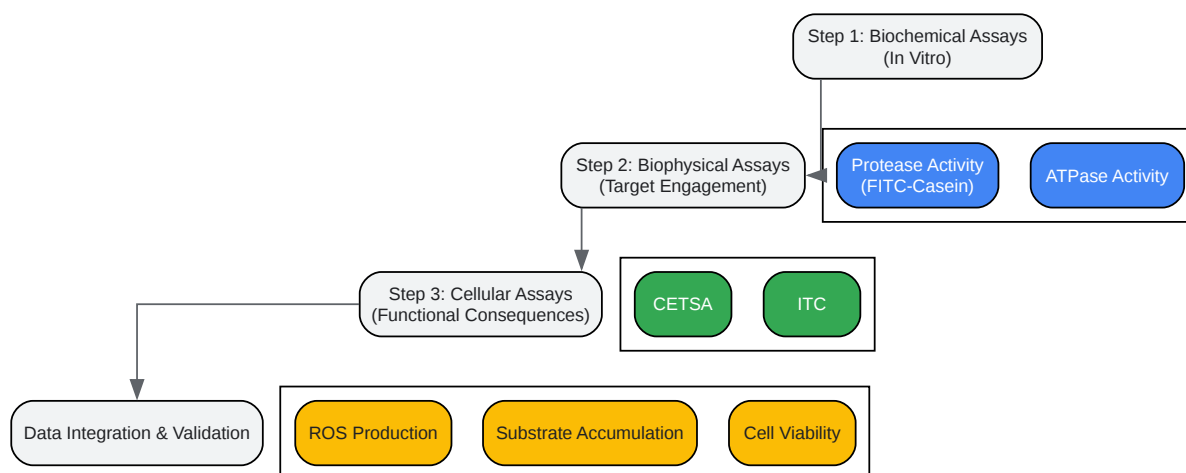 Step 1: Biochemical Assays
(In Vitro)
Step 2: Biophysical Assays
(Target Engagement)
Protease Activity
(FITC-Casein)
ATPase Activity
Step 3: Cellular Assays
(Functional Consequences)
CETSA
ITC
Data Integration & Validation
ROS Production
Substrate Accumulation
Cell Viability